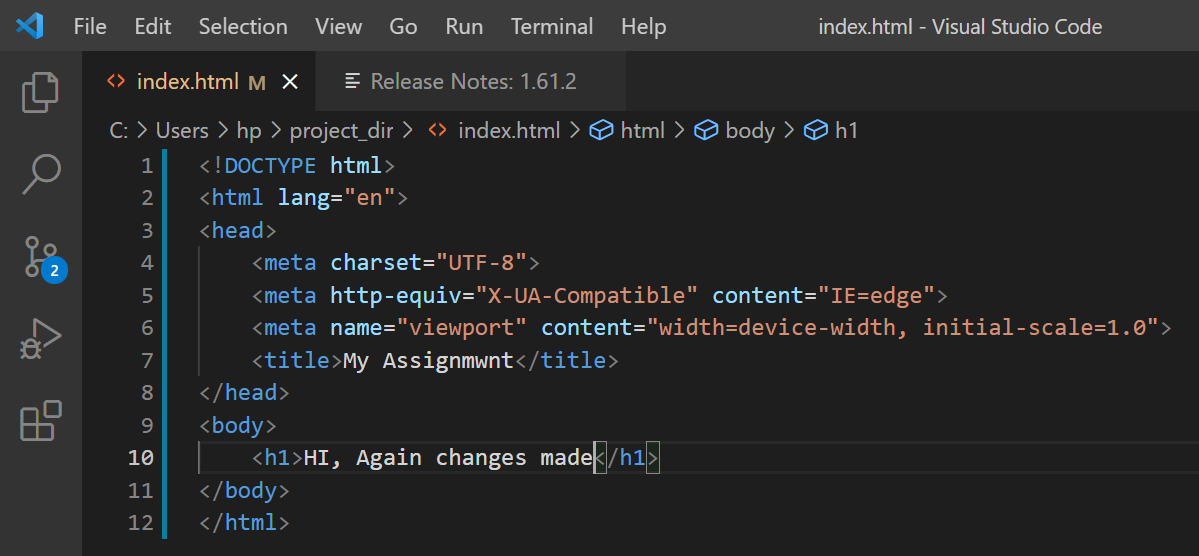 File Edit Selection View Go Run Terminal Help index.html - Visual Studio Code
index.html M Release Notes: 1.61.2
C: > Users > hp > project_dir > index.html > html > body > h1
1 <!DOCTYPE html>
2 <html lang="en">
3 <head>
4     <meta charset="UTF-8">
5     <meta http-equiv="X-UA-Compatible" content="IE=edge">
6     <meta name="viewport" content="width=device-width, initial-scale=1.0">
7     <title>My Assignmwnt</title>
8 </head>
9 <body>
10     <h1>HI, Again changes made</h1>
11 </body>
12 </html>
2